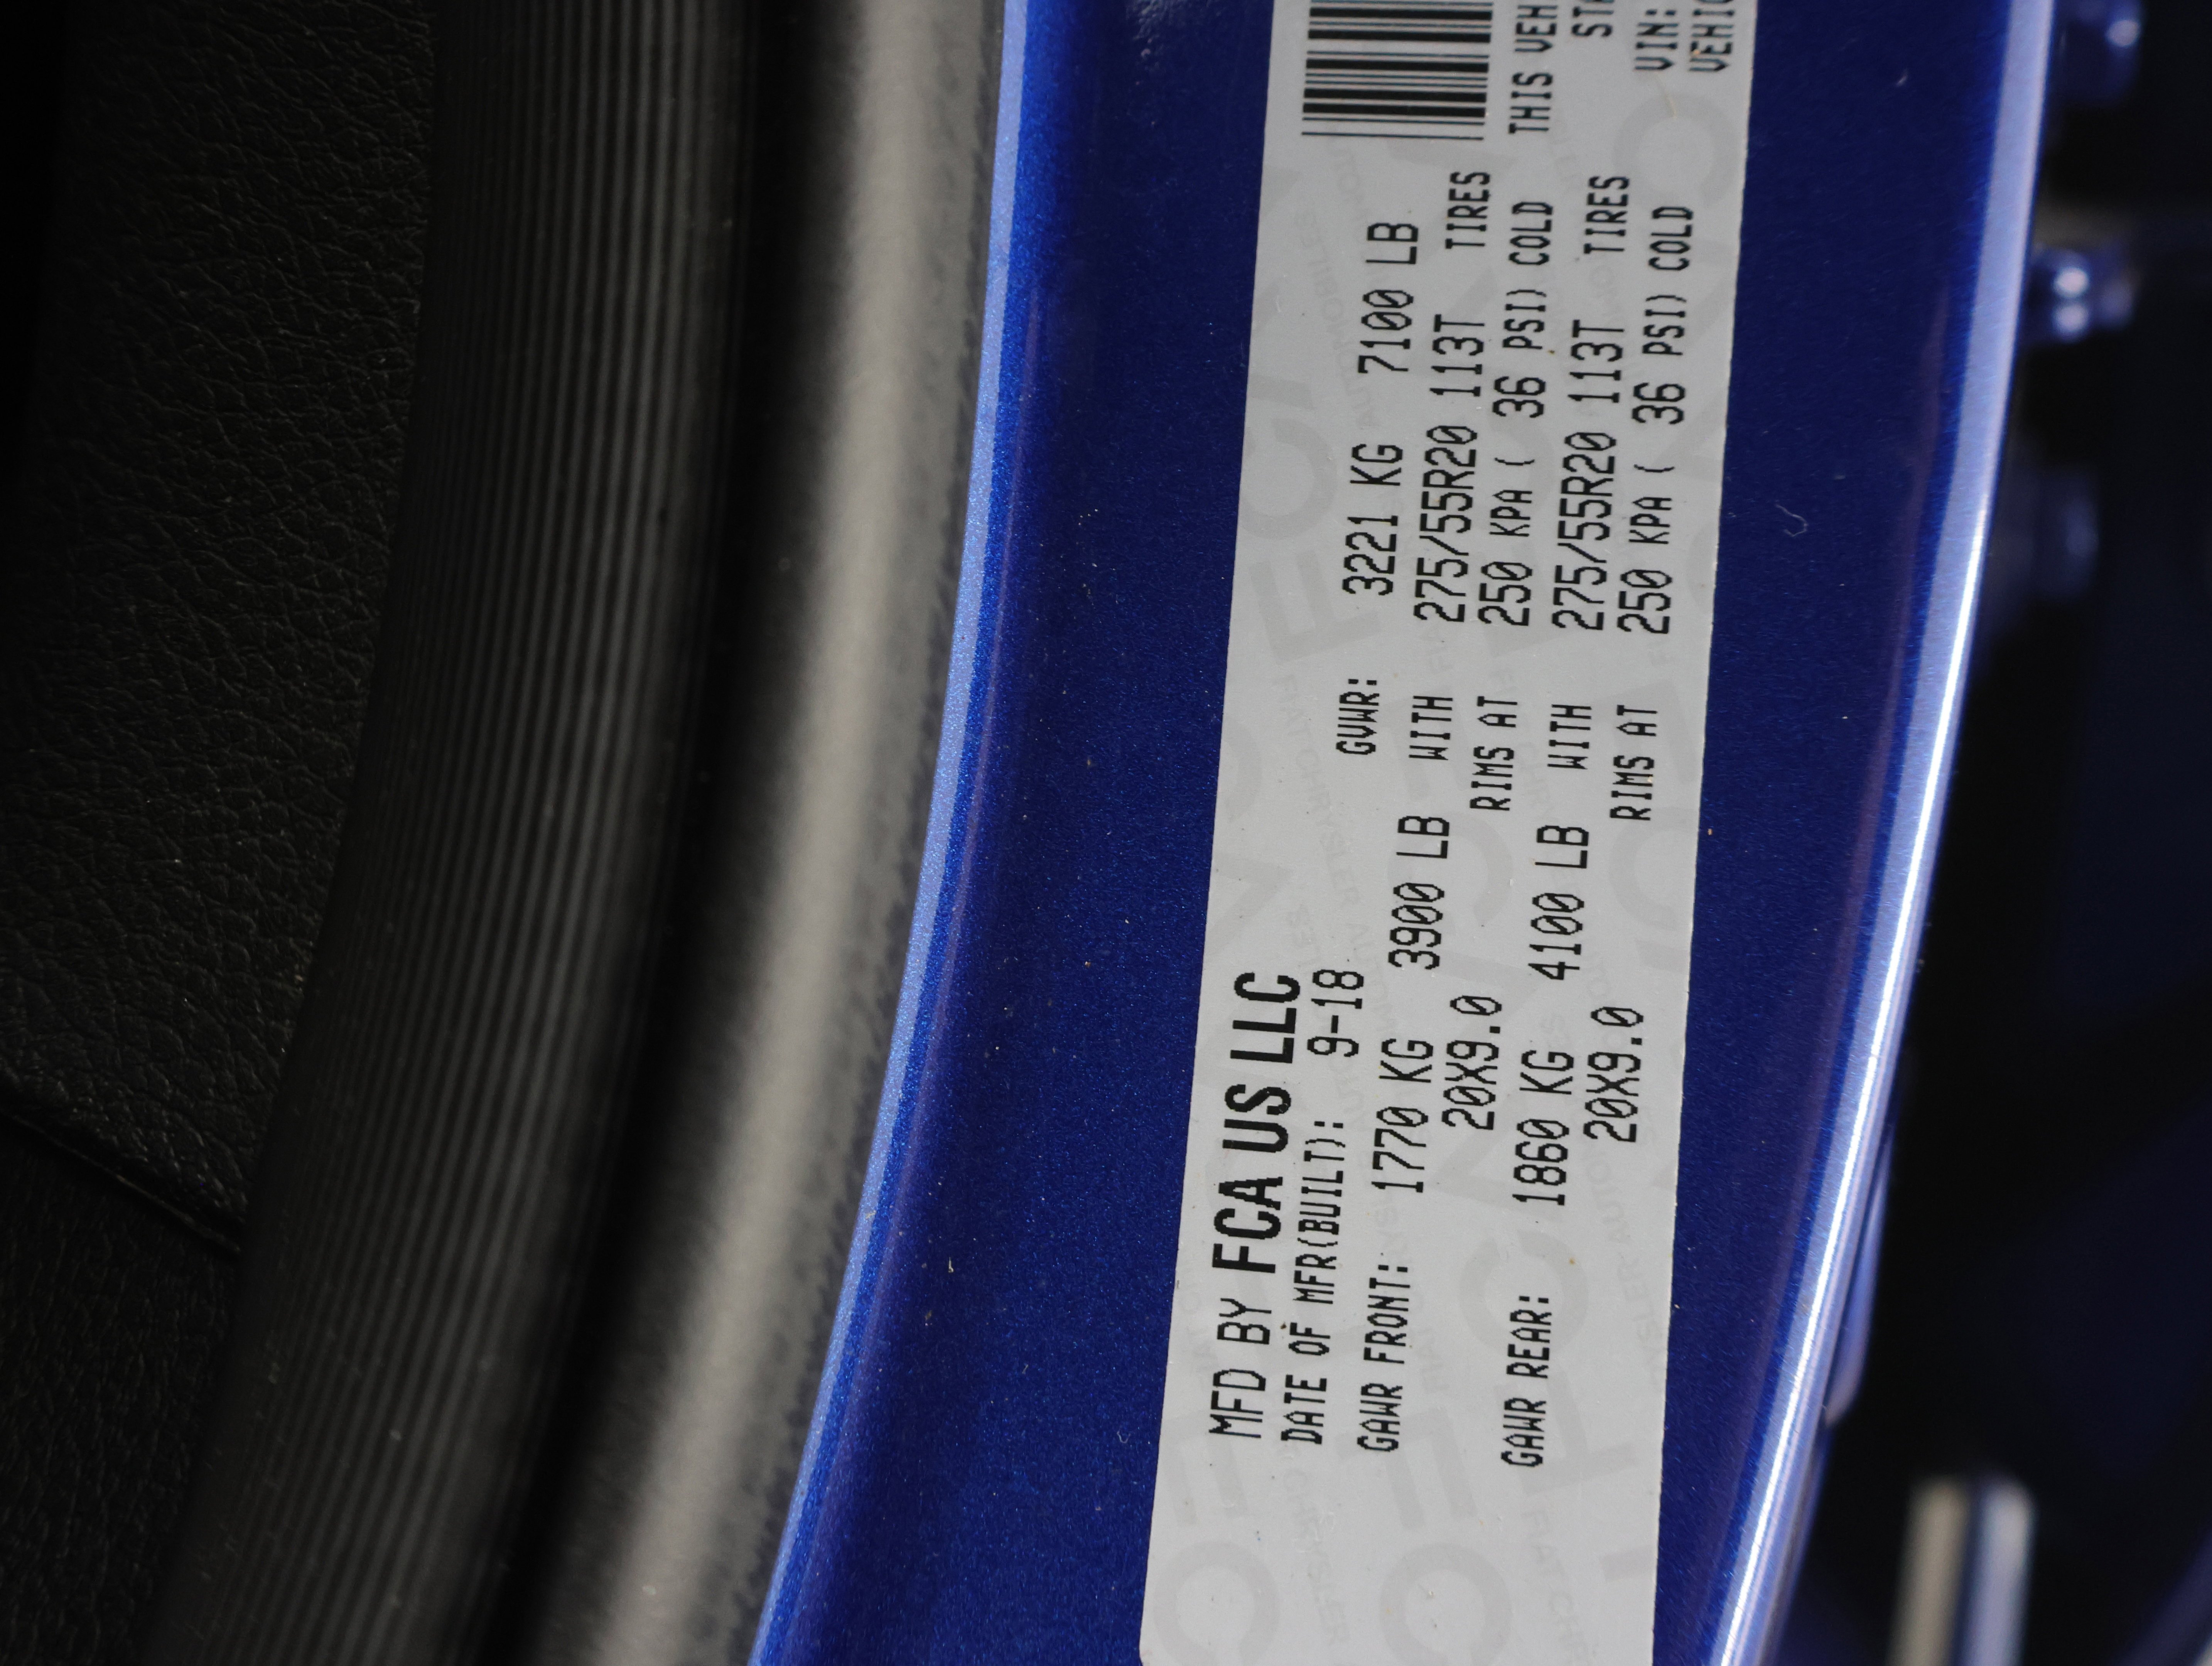 MFD BY FCA US LLC
DATE OF MFR(BUILT): 9-18 GVWR: 3221 KG 7100 LB
GAWR FRONT: 1770 KG 3900 LB WITH 275/55R20 113T TIRES
20X9.0 RIMS AT 250 KPA ( 36 PSI) COLD
GAWR REAR: 1860 KG 4100 LB WITH 275/55R20 113T TIRES
20X9.0 RIMS AT 250 KPA ( 36 PSI) COLD
THIS VEH
VIN: